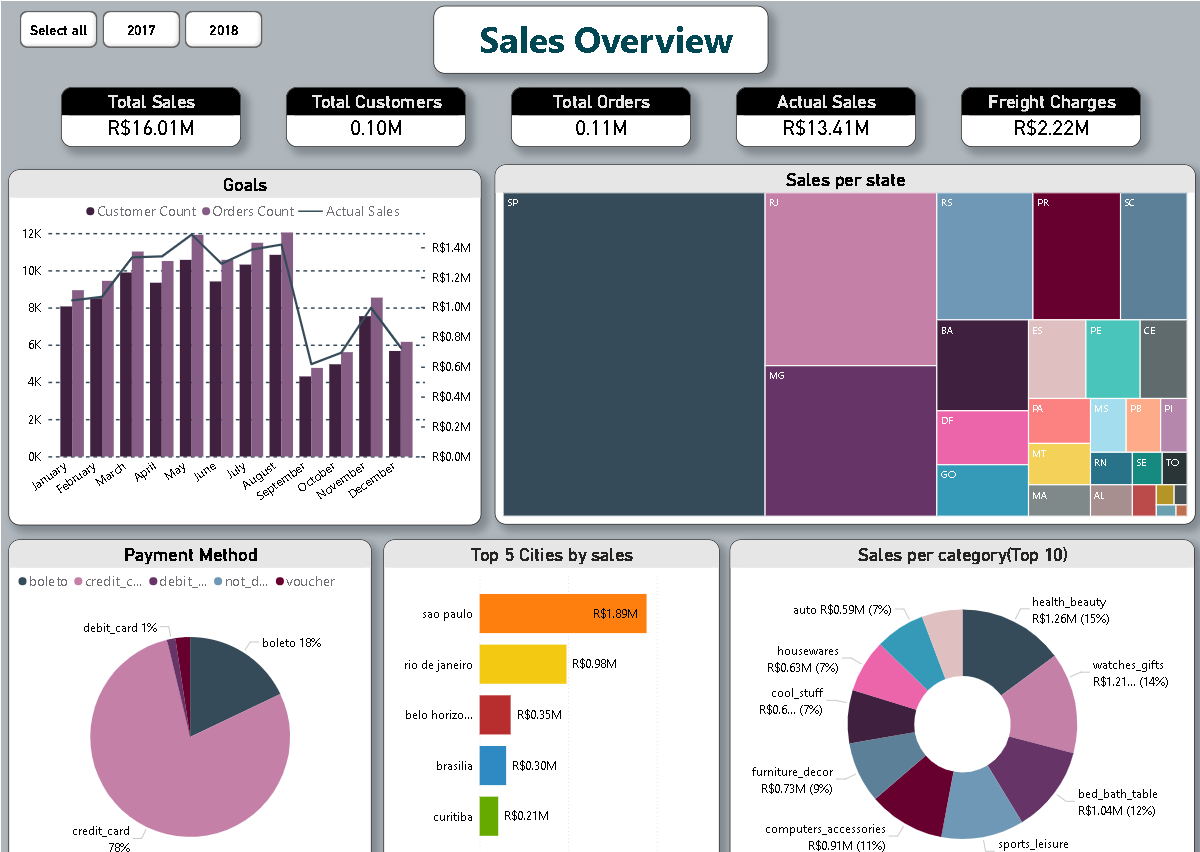 Select all
2017
2018
Sales Overview
Total Sales
R$16.01M
Total Customers
0.10M
Total Orders
0.11M
Actual Sales
R$13.41M
Freight Charges
R$2.22M
Goals
Customer Count
Orders Count
Actual Sales
12K
10K
8K
6K
4K
2K
0K
R$1.4M
R$1.2M
R$1.0M
R$0.8M
R$0.6M
R$0.4M
R$0.2M
R$0.0M
January
February
March
April
May
June
July
August
September
October
November
December
Sales per state
SP
RJ
MG
RS
PR
SC
BA
DF
GO
ES
PE
CE
PA
MT
MA
MS
PB
PI
RN
SE
TO
AL
Payment Method
boleto
credit_c...
debit_...
not_d...
voucher
debit_card 1%
boleto 18%
credit_card
78%
Top 5 Cities by sales
sao paulo
R$1.89M
rio de janeiro
R$0.98M
belo horizo...
R$0.35M
brasilia
R$0.30M
curitiba
R$0.21M
Sales per category(Top 10)
health_beauty
R$1.26M (15%)
watches_gifts
R$1.21... (14%)
bed_bath_table
R$1.04M (12%)
sports_leisure
computers_accessories
R$0.91M (11%)
furniture_decor
R$0.73M (9%)
cool_stuff
R$0.6... (7%)
housewares
R$0.63M (7%)
auto R$0.59M (7%)